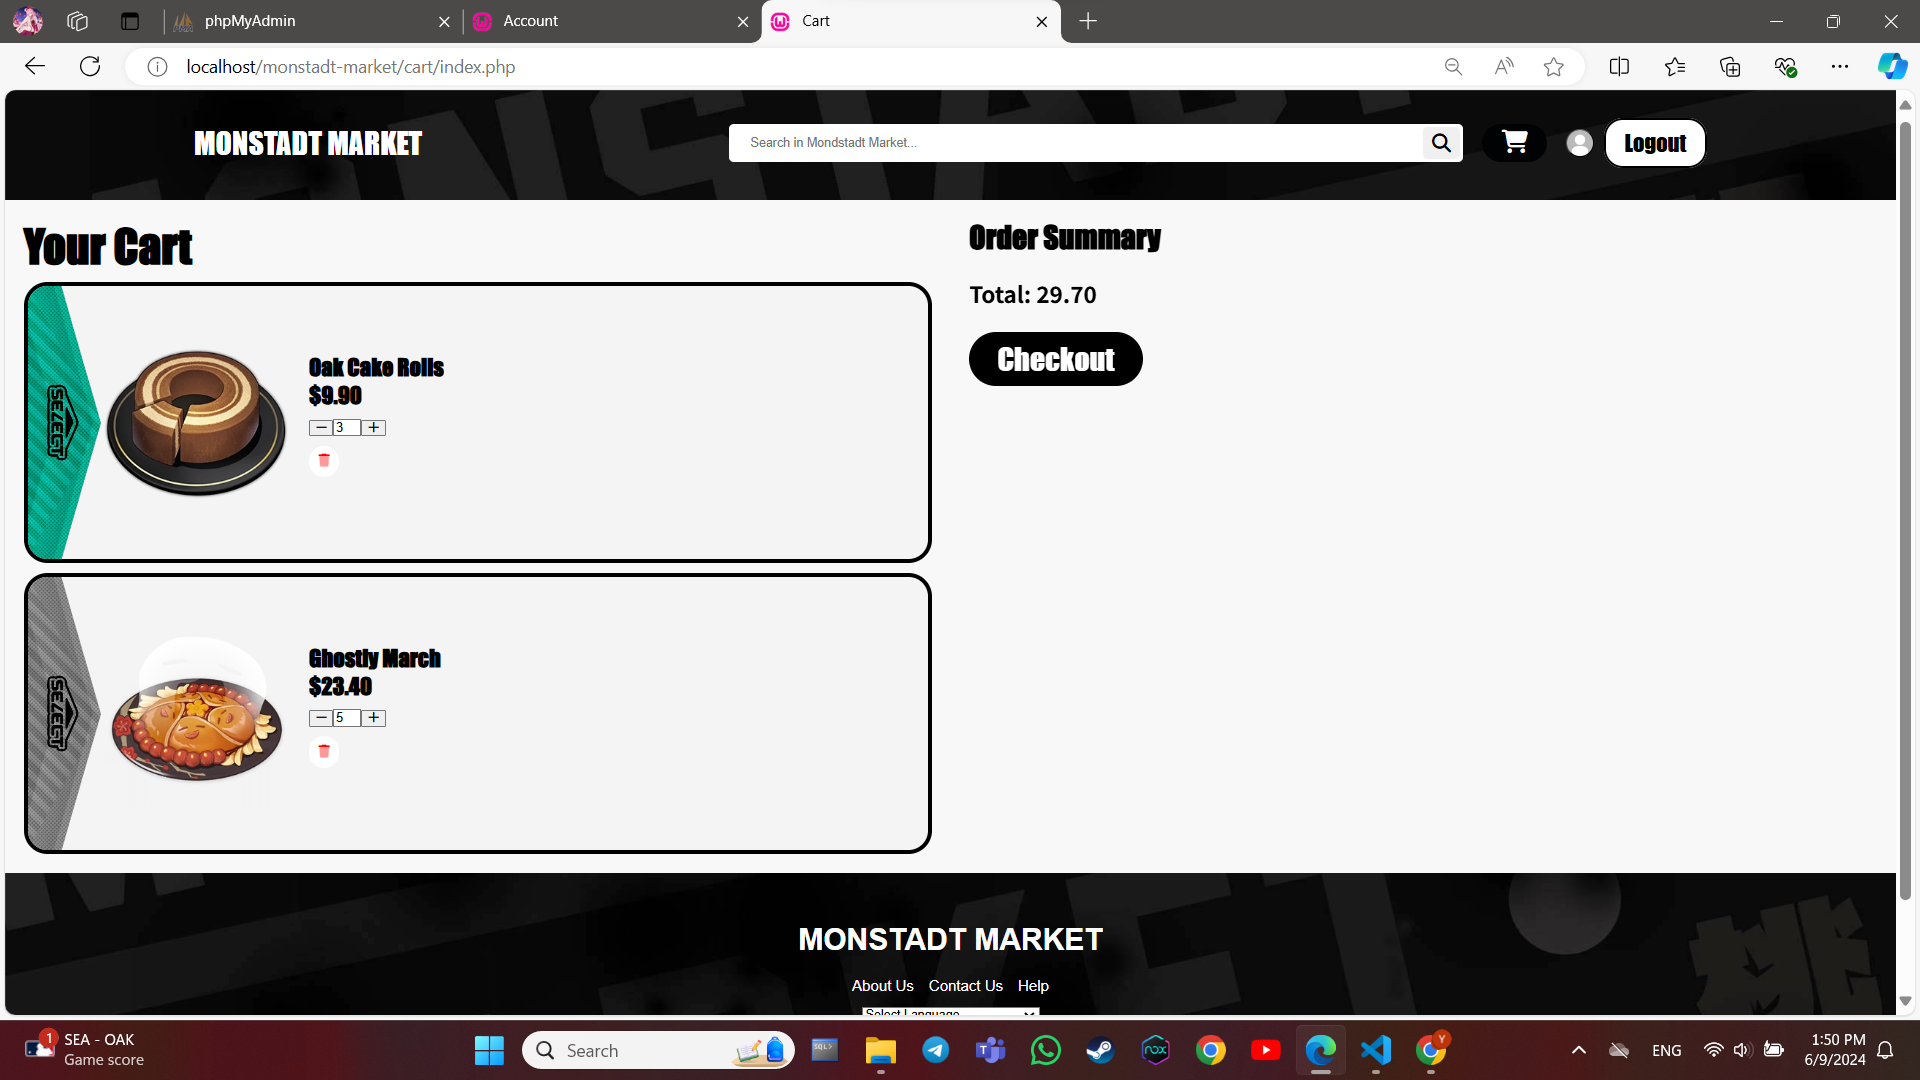 phpMyAdmin
Account
Cart
localhost/monstadt-market/cart/index.php
MONSTADT MARKET
Search in Mondstadt Market...
Logout
Your Cart
Order Summary
Total: 29.70
Checkout
SELECT
Oak Cake Rolls
$9.90
3
SELECT
Ghostly March
$23.40
5
MONSTADT MARKET
About Us Contact Us Help
Select Language
1
SEA - OAK
Game score
Search
SQL>
nox
Y
ENG
1:50 PM
6/9/2024